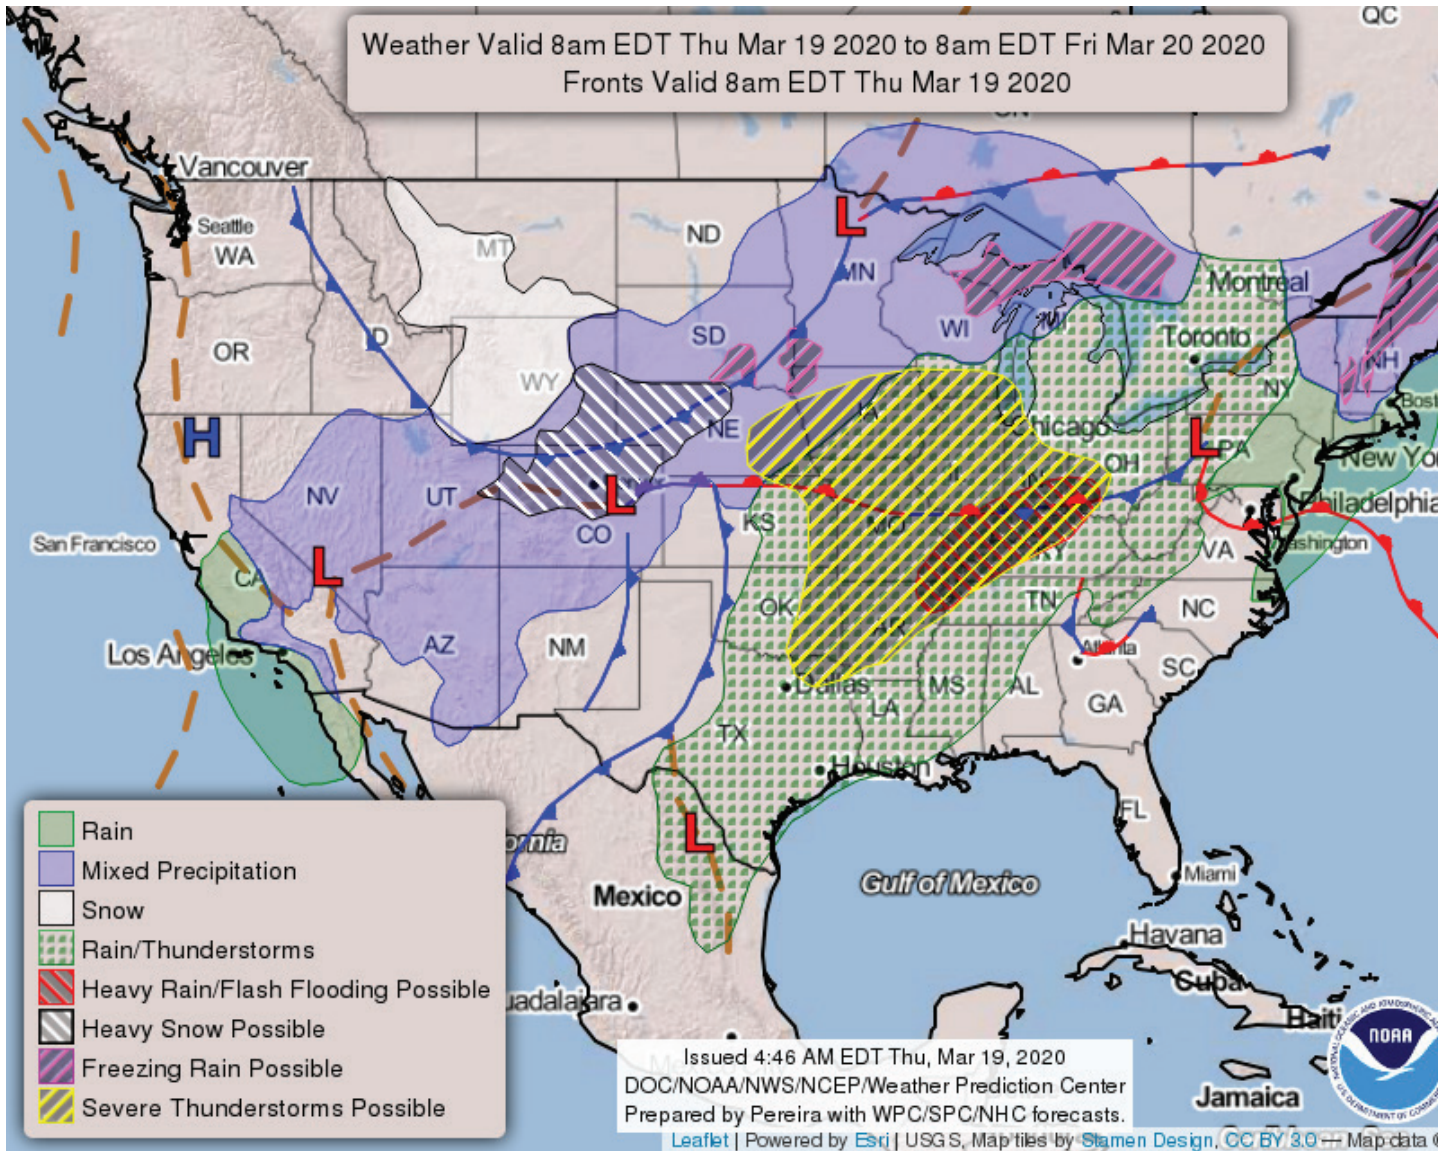 Weather Valid 8am EDT Thu Mar 19 2020 to 8am EDT Fri Mar 20 2020
Fronts Valid 8am EDT Thu Mar 19 2020
QC
Vancouver
Seattle
WA
MT
ND
MN
Montreal
OR
ID
SD
WI
MI
Toronto
NH
WY
NY
Bost
H
NE
IA
Chicago
L
PA
New Yo
NV
UT
L
CO
KS
MO
OH
Philadelphia
San Francisco
L
CA
KY
VA
Washington
OK
TN
NC
Los Angeles
AZ
NM
AR
Atlanta
SC
Dallas
MS
AL
GA
LA
TX
Houston
L
FL
Miami
Mexico
Gulf of Mexico
Havana
Cuba
Haiti
Jamaica
Rain
Mixed Precipitation
Snow
Rain/Thunderstorms
Heavy Rain/Flash Flooding Possible
Heavy Snow Possible
Freezing Rain Possible
Severe Thunderstorms Possible
ornia
uadalajara
NOAA
Issued 4:46 AM EDT Thu, Mar 19, 2020
DOC/NOAA/NWS/NCEP/Weather Prediction Center
Prepared by Pereira with WPC/SPC/NHC forecasts.
Leaflet | Powered by Esri | USGS, Map tiles by Stamen Design, CC BY 3.0 — Map data ©